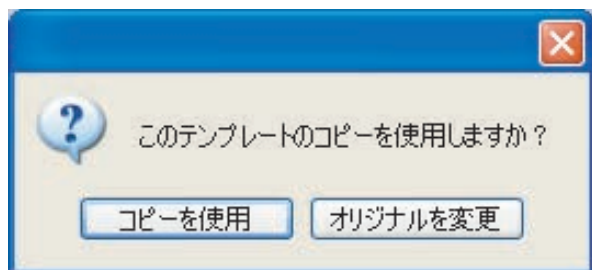 このテンプレートのコピーを使用しますか？
コピーを使用
オリジナルを変更